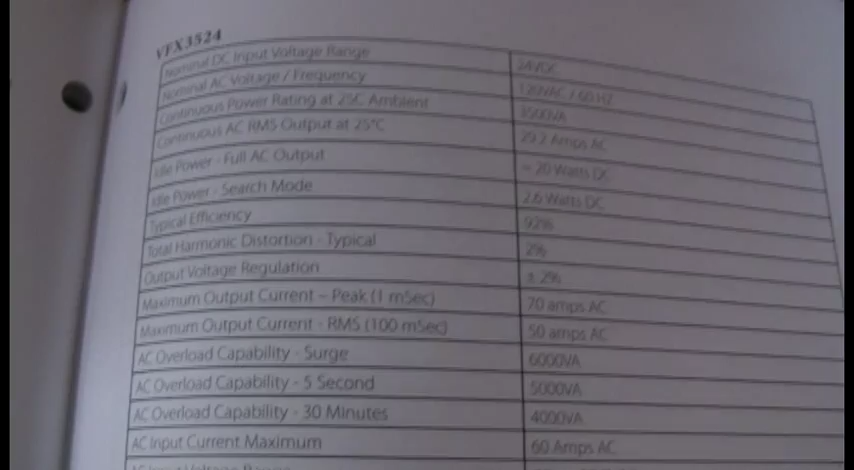 VFX3524
Nominal DC Input Voltage Range 24VDC
Nominal AC Voltage / Frequency 120VAC / 60 HZ
Continuous Power Rating at 25C Ambient 3500VA
Continuous AC RMS Output at 25°C 29.2 Amps AC
Idle Power - Full AC Output ~ 20 Watts DC
Idle Power - Search Mode 2.6 Watts DC
Typical Efficiency 92%
Total Harmonic Distortion - Typical 2%
Output Voltage Regulation ± 2%
Maximum Output Current – Peak (1 mSec) 70 amps AC
Maximum Output Current - RMS (100 mSec) 50 amps AC
AC Overload Capability - Surge 6000VA
AC Overload Capability - 5 Second 5000VA
AC Overload Capability - 30 Minutes 4000VA
AC Input Current Maximum 60 Amps AC
AC Input Voltage Range